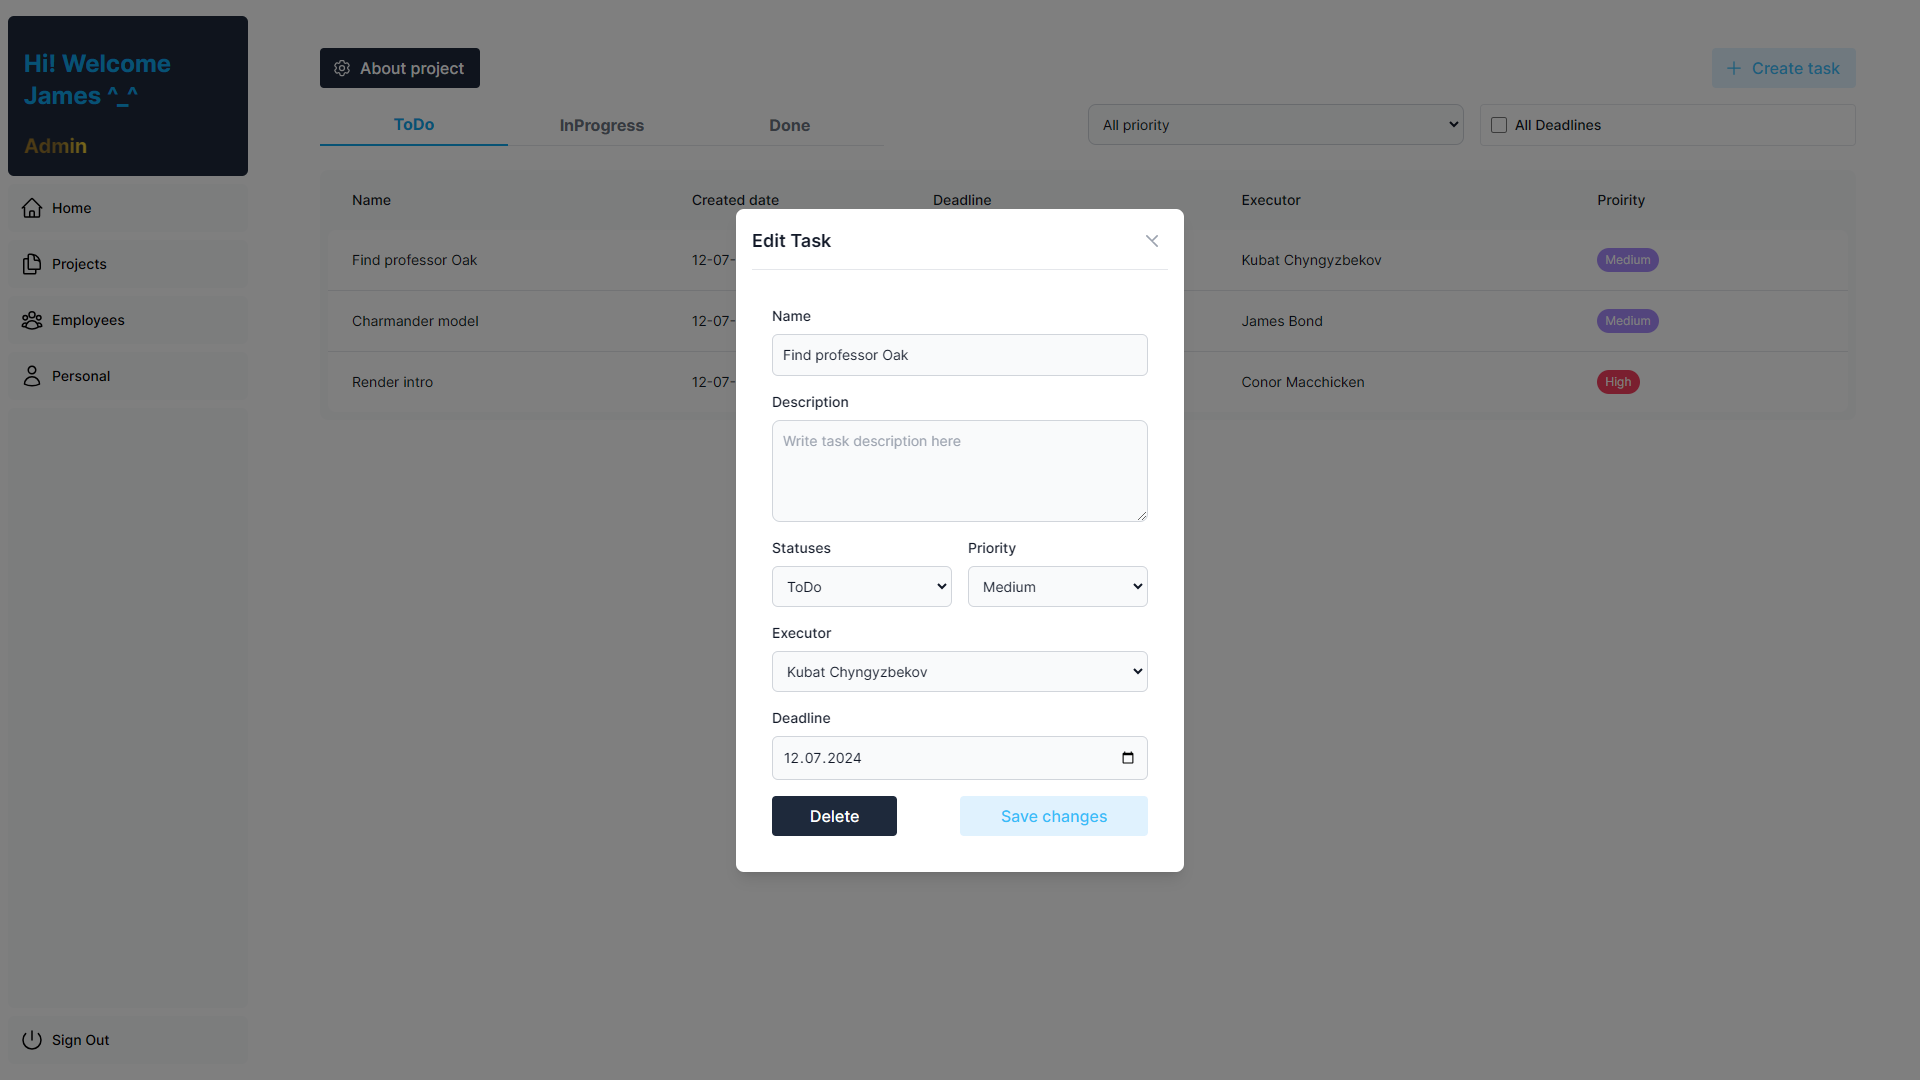 Hi! Welcome
James ^_^
Admin
Home
Projects
Employees
Personal
Sign Out
About project
Create task
ToDo
InProgress
Done
All priority
All Deadlines
Name
Created date
Deadline
Executor
Proirity
Find professor Oak
12-07-
Kubat Chyngyzbekov
Medium
Charmander model
12-07-
James Bond
Medium
Render intro
12-07-
Conor Macchicken
High
Edit Task
Name
Find professor Oak
Description
Write task description here
Statuses
Priority
ToDo
Medium
Executor
Kubat Chyngyzbekov
Deadline
12.07.2024
Delete
Save changes